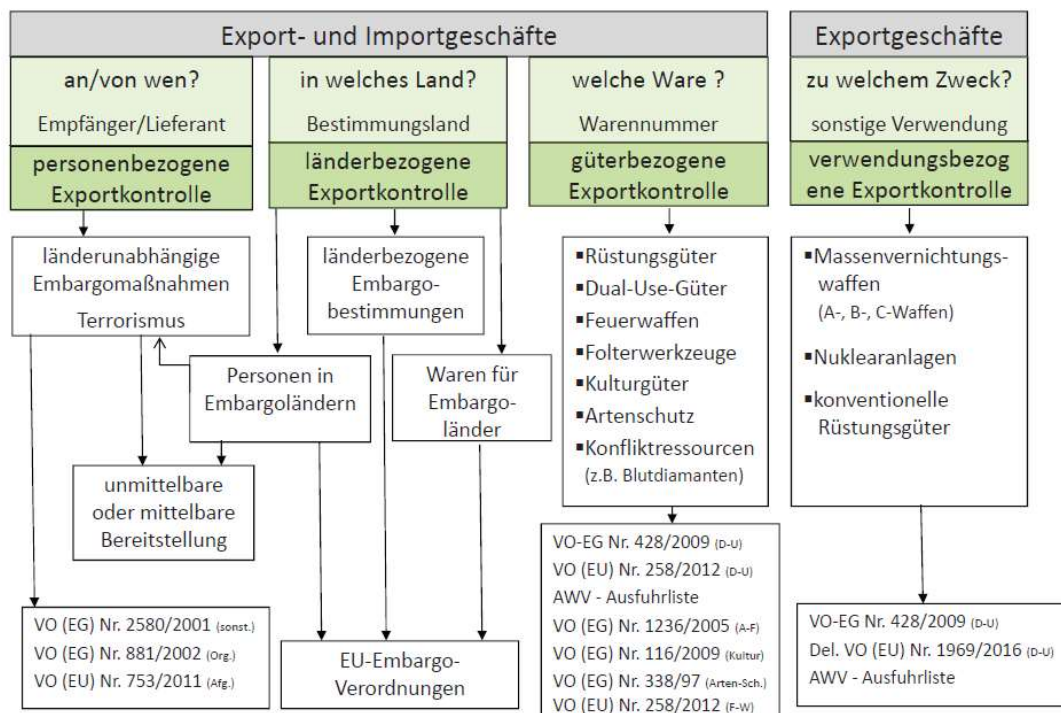 Export- und Importgeschäfte
Exportgeschäfte
an/von wen?
Empfänger/Lieferant
personenbezogene
Exportkontrolle
in welches Land?
Bestimmungsland
länderbezogene
Exportkontrolle
welche Ware ?
Warennummer
güterbezogene
Exportkontrolle
zu welchem Zweck?
sonstige Verwendung
verwendungsbezog
ene Exportkontrolle
länderunabhängige
Embargomaßnahmen
Terrorismus
länderbezogene
Embargo-
bestimmungen
Personen in
Embargoländern
Waren für
Embargo-
länder
unmittelbare
oder mittelbare
Bereitstellung
▪Rüstungsgüter
▪Dual-Use-Güter
▪Feuerwaffen
▪Folterwerkzeuge
▪Kulturgüter
▪Artenschutz
▪Konfliktressourcen
(z.B. Blutdiamanten)
▪Massenvernichtungs-
waffen
(A-, B-, C-Waffen)
▪Nuklearanlagen
▪konventionelle
Rüstungsgüter
VO (EG) Nr. 2580/2001 (sonst.)
VO (EG) Nr. 881/2002 (Org.)
VO (EU) Nr. 753/2011 (Afg.)
EU-Embargo-
Verordnungen
VO-EG Nr. 428/2009 (D-U)
VO (EU) Nr. 258/2012 (D-U)
AWV - Ausfuhrliste
VO (EG) Nr. 1236/2005 (A-F)
VO (EG) Nr. 116/2009 (Kultur)
VO (EG) Nr. 338/97 (Arten-Sch.)
VO (EU) Nr. 258/2012 (F-W)
VO-EG Nr. 428/2009 (D-U)
Del. VO (EU) Nr. 1969/2016 (D-U)
AWV - Ausfuhrliste